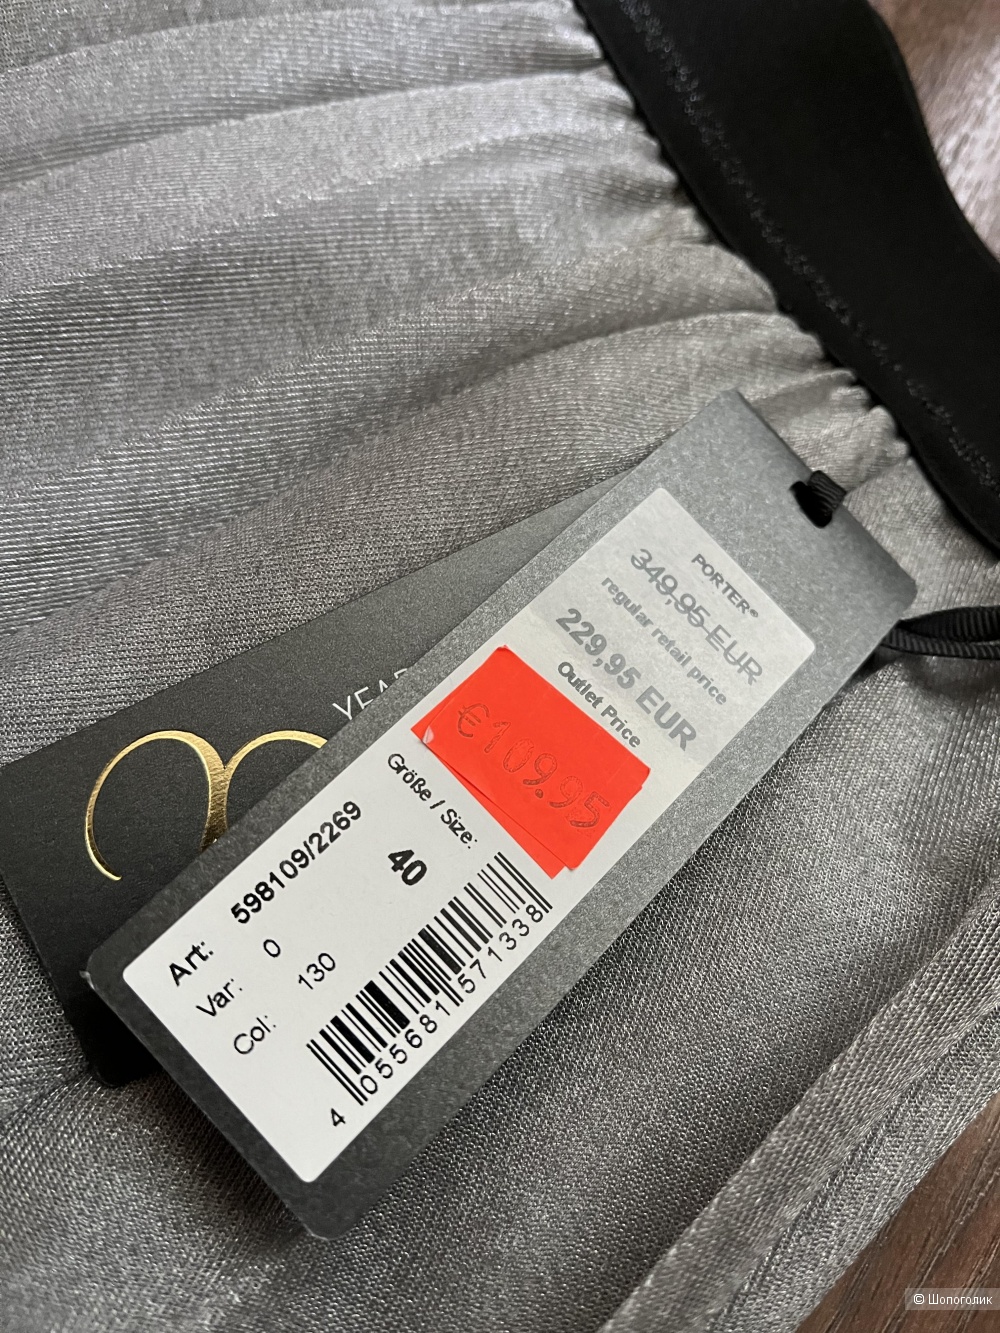 PORTER®
349,95 EUR
regular retail price
229,95 EUR
Outlet Price
€109.95
Größe / Size:
40
Art: 598109/2269
Var: 0
Col: 130
4 055681 571338
© Шопоголик